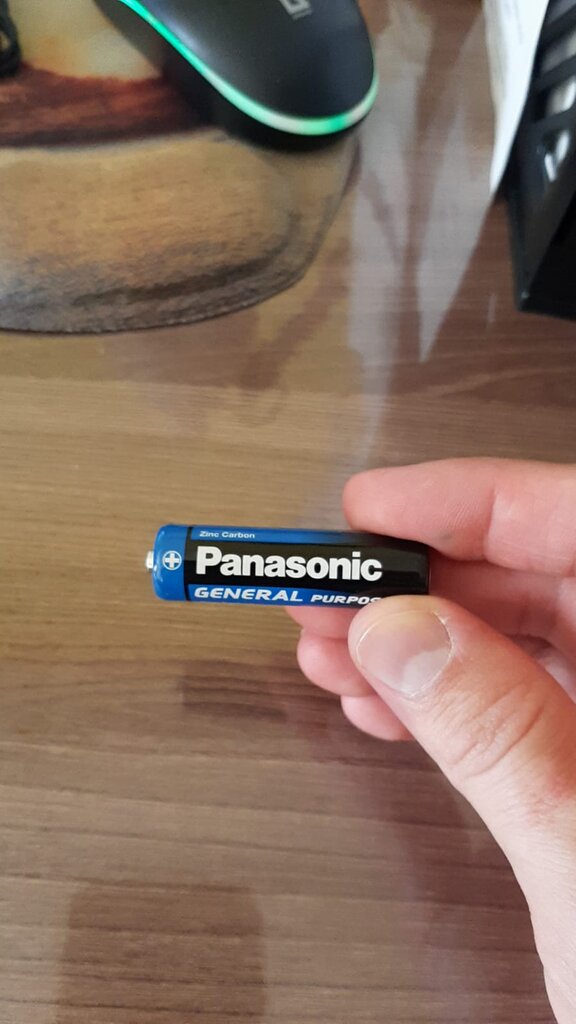 Zinc Carbon
Panasonic
GENERAL PURPOS